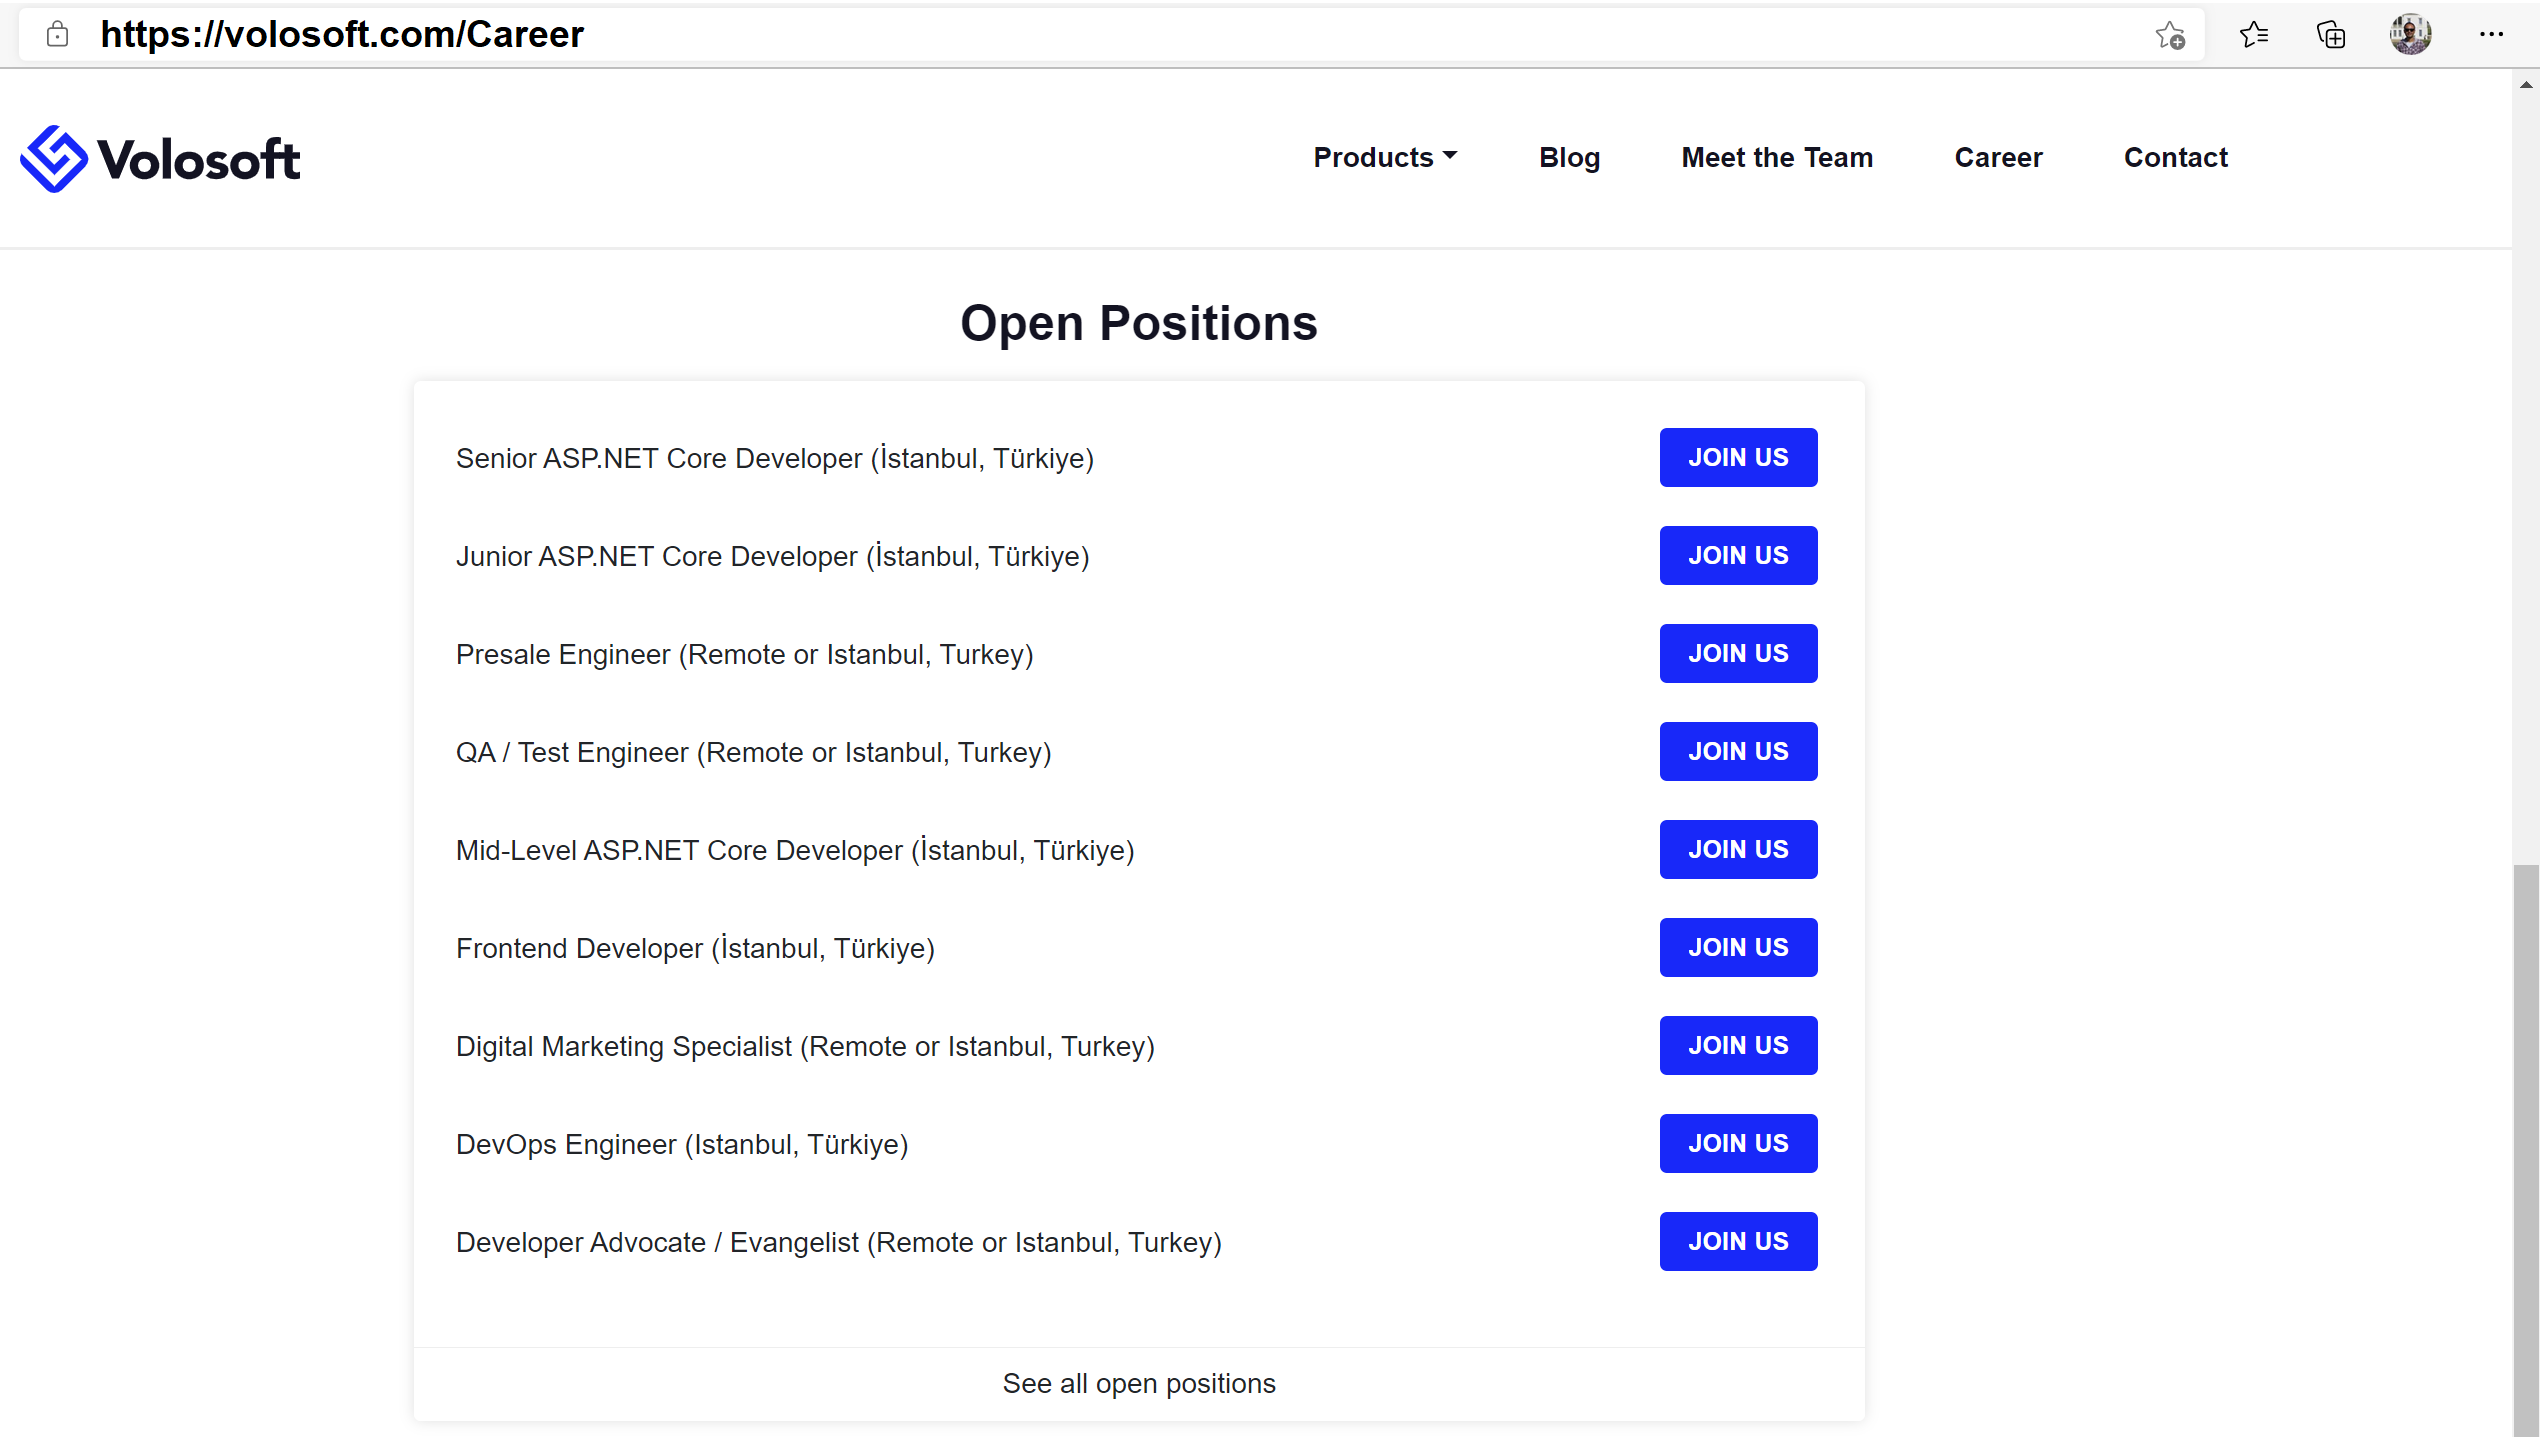 https://volosoft.com/Career
Volosoft
Products
Blog
Meet the Team
Career
Contact
Open Positions
Senior ASP.NET Core Developer (İstanbul, Türkiye)
JOIN US
Junior ASP.NET Core Developer (İstanbul, Türkiye)
JOIN US
Presale Engineer (Remote or Istanbul, Turkey)
JOIN US
QA / Test Engineer (Remote or Istanbul, Turkey)
JOIN US
Mid-Level ASP.NET Core Developer (İstanbul, Türkiye)
JOIN US
Frontend Developer (İstanbul, Türkiye)
JOIN US
Digital Marketing Specialist (Remote or Istanbul, Turkey)
JOIN US
DevOps Engineer (Istanbul, Türkiye)
JOIN US
Developer Advocate / Evangelist (Remote or Istanbul, Turkey)
JOIN US
See all open positions